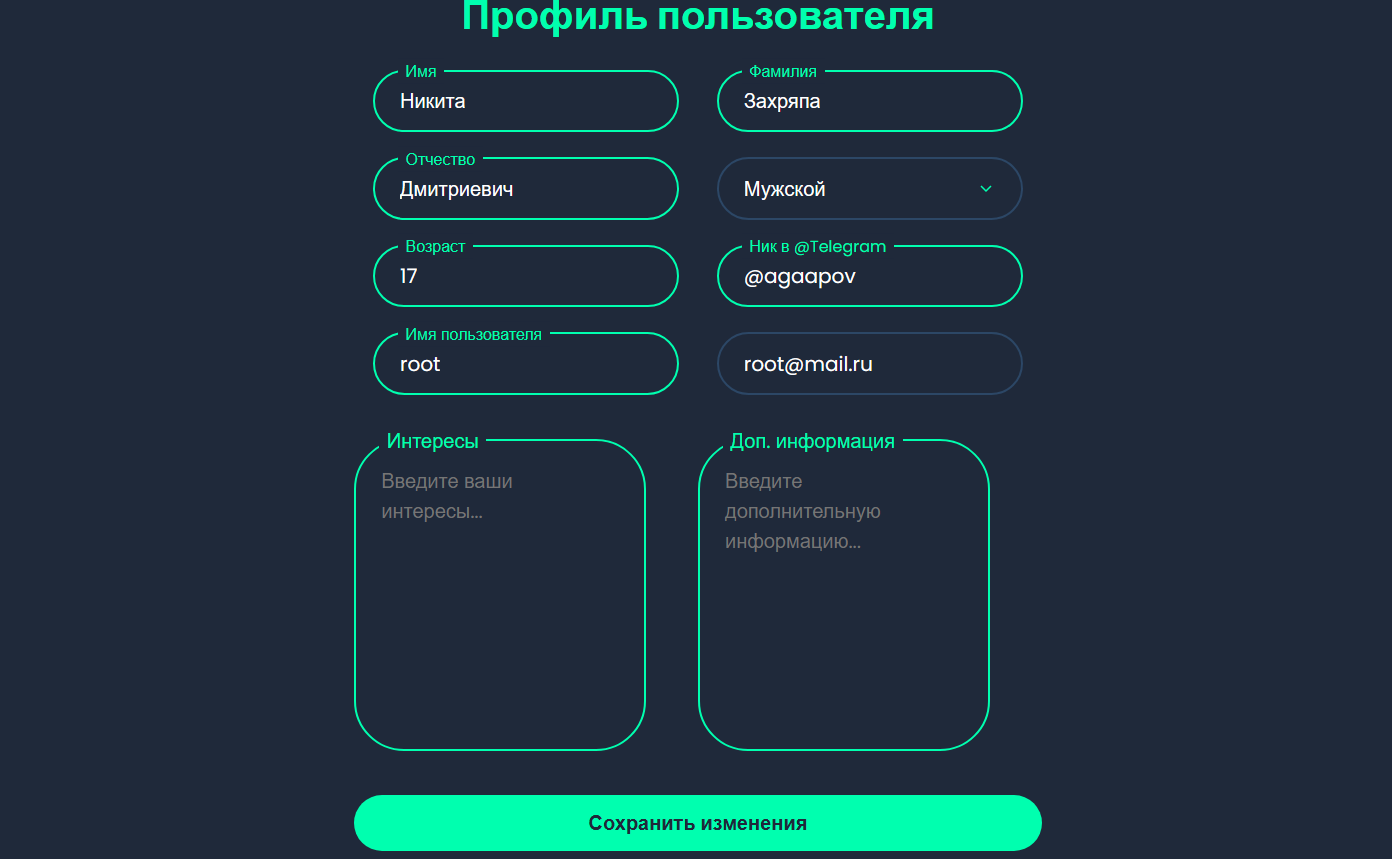 Профиль пользователя
Имя
Фамилия
Никита
Захряпа
Отчество
Дмитриевич
Мужской
Возраст
Ник в @Telegram
17
@agaapov
Имя пользователя
root
root@mail.ru
Интересы
Доп. информация
Введите ваши
интересы...
Введите
дополнительную
информацию...
Сохранить изменения